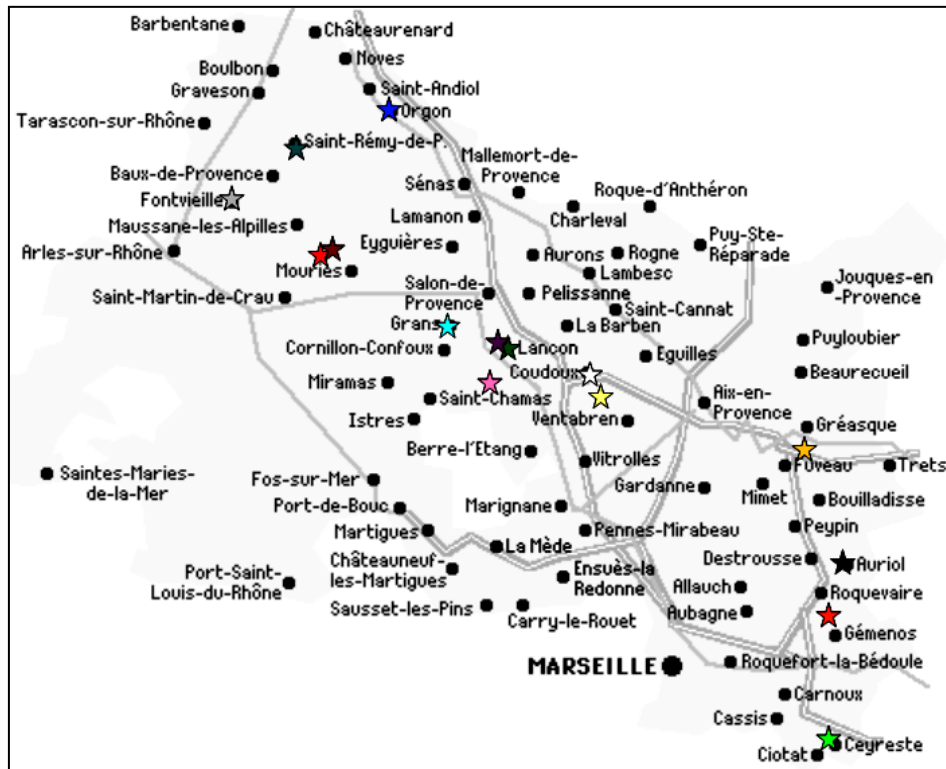 Barbentane
Châteaurenard
Noves
Boulbon
Saint-Andiol
Graveson
Orgon
Tarascon-sur-Rhône
Saint-Rémy-de-P.
Mallemort-de-
Provence
Baux-de-Provence
Sénas
Roque-d'Anthéron
Fontvieille
Lamanon
Charleval
Maussane-les-Alpilles
Puy-Ste-
Réparade
Arles-sur-Rhône
Eyguières
Aurons
Rogne
Mouriès
Lambesc
Jouques-en
-Provence
Salon-de-
Provence
Pelissanne
Saint-Martin-de-Crau
Saint-Cannat
Grans
La Barben
Puyloubier
Cornillon-Confoux
Lancon
Eguilles
Coudoux
Beaurecueil
Miramas
Saint-Chamas
Aix-en-
Provence
Istres
Ventabren
Gréasque
Berre-l'Etang
Vitrolles
Fuveau
Trets
Saintes-Maries-
de-la-Mer
Fos-sur-Mer
Gardanne
Mimet
Bouilladisse
Port-de-Bouc
Marignane
Martigues
Pennes-Mirabeau
Peypin
La Mède
Châteauneuf-
les-Martigues
Destrousse
Auriol
Port-Saint-
Louis-du-Rhône
Ensuès-la
Redonne
Allauch
Roquevaire
Sausset-les-Pins
Carry-le-Rouet
Aubagne
Gémenos
MARSEILLE
Roquefort-la-Bédoule
Carnoux
Cassis
Ceyreste
Ciotat